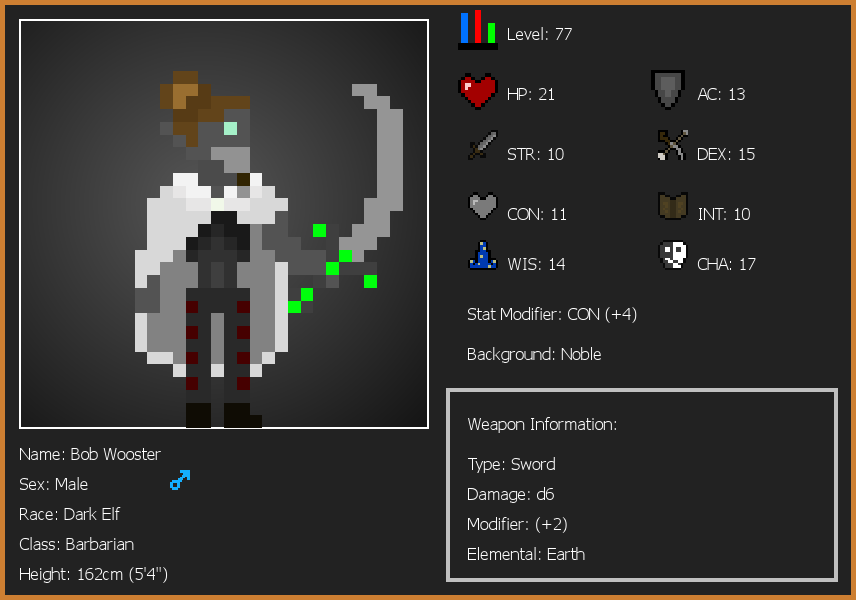 Level: 77
HP: 21
AC: 13
STR: 10
DEX: 15
CON: 11
INT: 10
WIS: 14
CHA: 17
Stat Modifier: CON (+4)
Background: Noble
Weapon Information:
Type: Sword
Damage: d6
Modifier: (+2)
Elemental: Earth
Name: Bob Wooster
Sex: Male
Race: Dark Elf
Class: Barbarian
Height: 162cm (5'4")